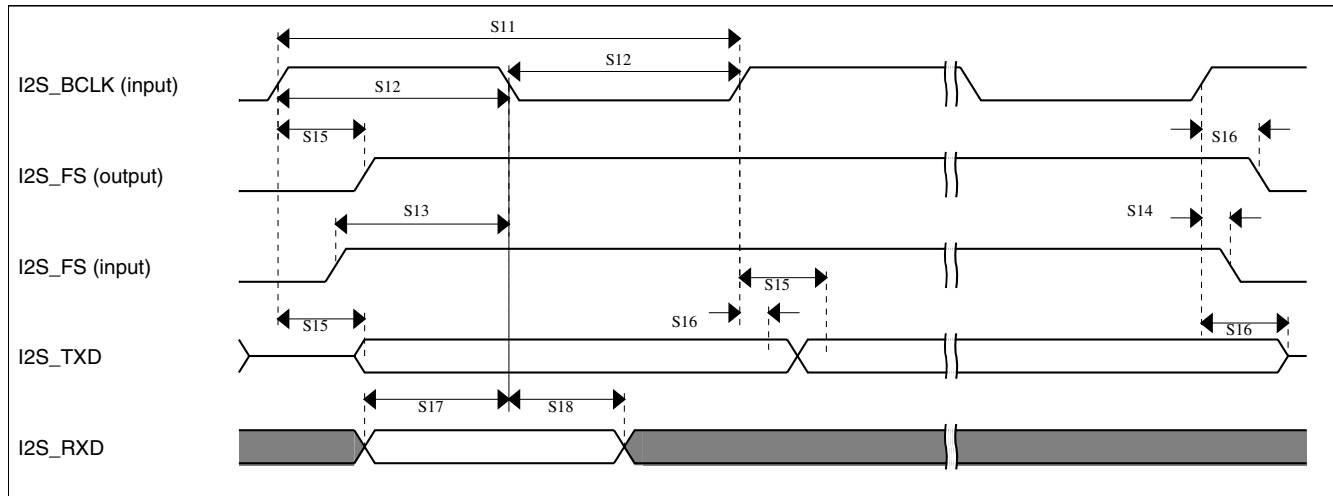 S11
S12
I2S_BCLK (input)
S12
S15
S16
I2S_FS (output)
S13
S14
I2S_FS (input)
S15
S15
S16
S16
I2S_TXD
S17
S18
I2S_RXD